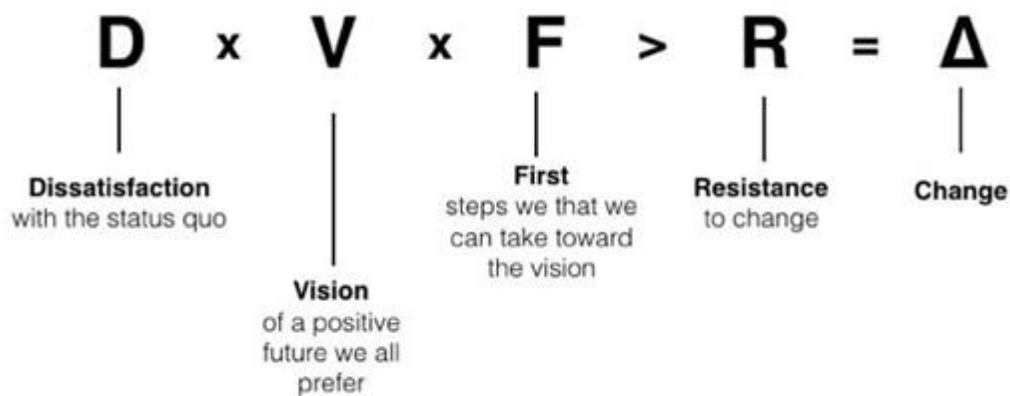 D x V x F > R = Δ
Dissatisfaction
with the status quo
Vision
of a positive
future we all
prefer
First
steps we that we
can take toward
the vision
Resistance
to change
Change